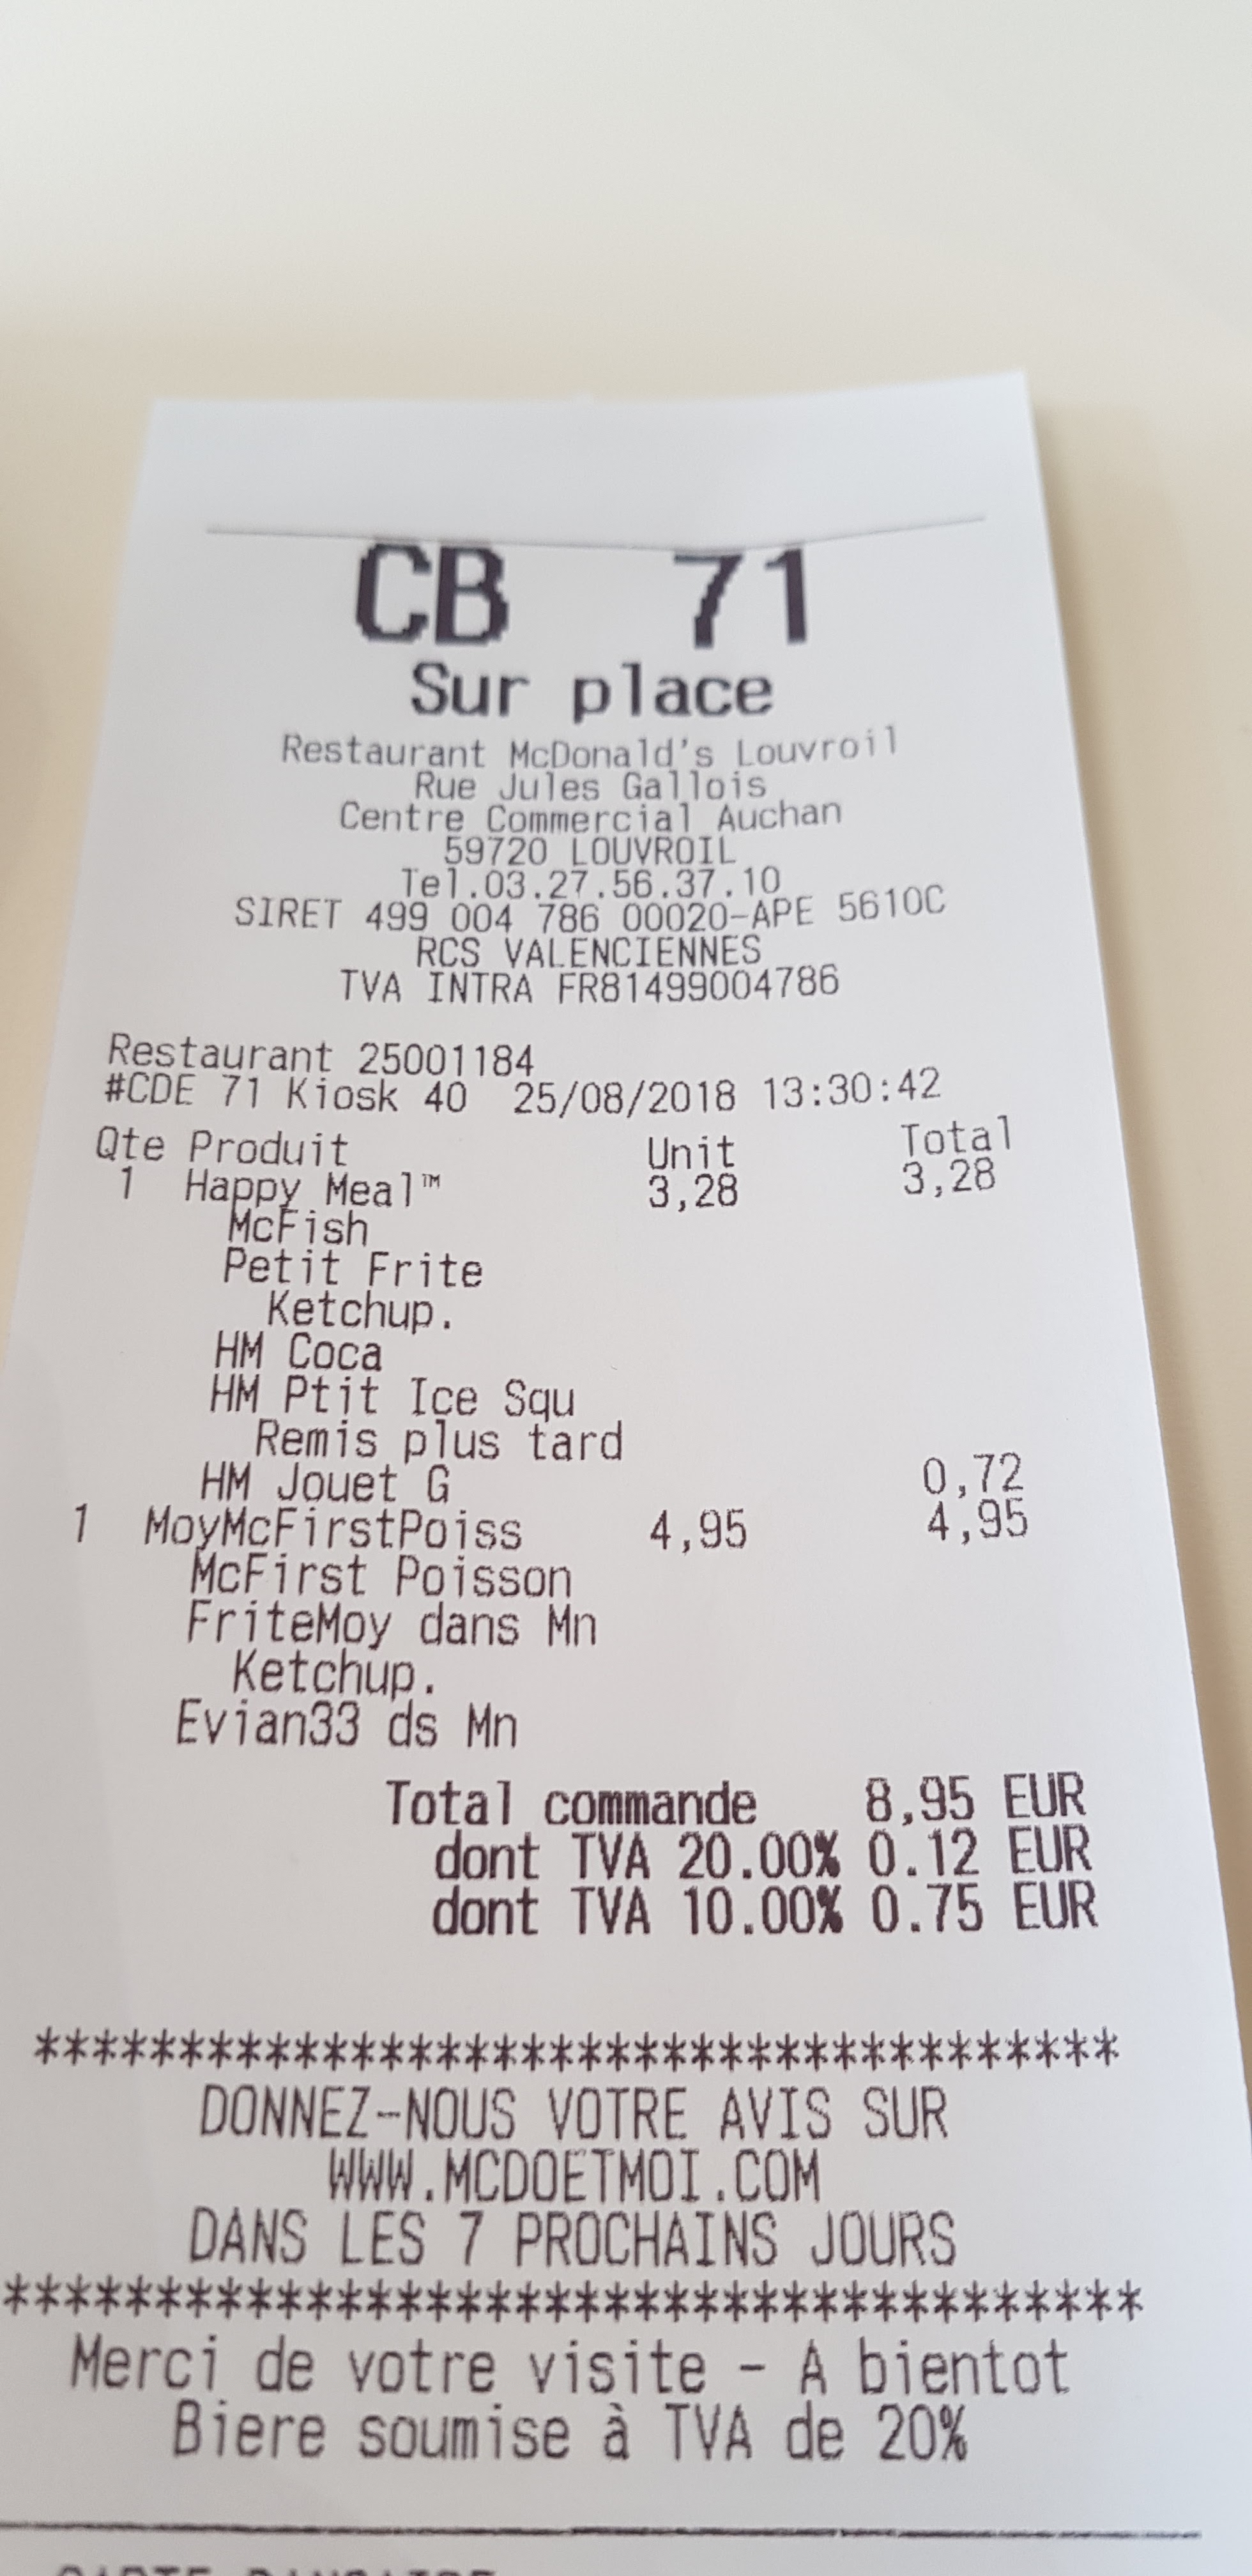 CB 71
Sur place
Restaurant McDonald's Louvroil
Rue Jules Gallois
Centre Commercial Auchan
59720 LOUVROIL
Tel.03.27.56.37.10
SIRET 499 004 786 00020-APE 5610C
RCS VALENCIENNES
TVA INTRA FR81499004786
Restaurant 25001184
#CDE 71 Kiosk 40 25/08/2018 13:30:42
Qte Produit Unit Total
1 Happy Meal™ 3,28 3,28
McFish
Petit Frite
Ketchup.
HM Coca
HM Ptit Ice Squ
Remis plus tard
HM Jouet G 0,72
1 MoyMcFirstPoiss 4,95 4,95
McFirst Poisson
FriteMoy dans Mn
Ketchup.
Evian33 ds Mn
Total commande 8,95 EUR
dont TVA 20.00% 0.12 EUR
dont TVA 10.00% 0.75 EUR
**************************************
DONNEZ-NOUS VOTRE AVIS SUR
WWW.MCDOETMOI.COM
DANS LES 7 PROCHAINS JOURS
**************************************
Merci de votre visite - A bientot
Biere soumise à TVA de 20%